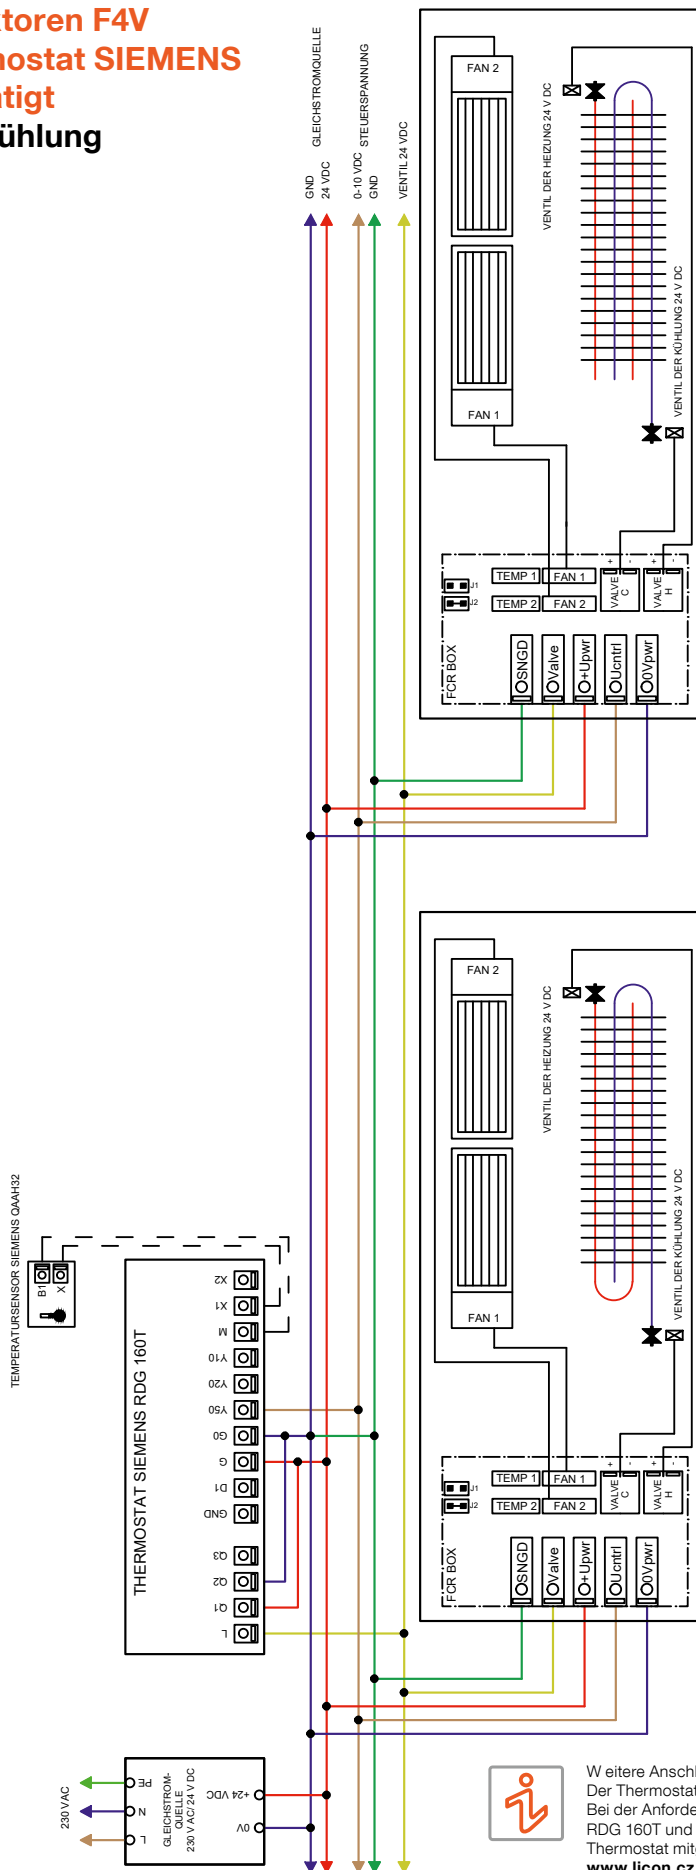 ktoren F4V
mostat SIEMENS
ätigt
ühlung
GND
GLEICHSTROMQUELLE
24 VDC
0-10 VDC
STEUERSPANNUNG
GND
VENTIL 24 VDC
FAN 2
VENTIL DER HEIZUNG 24 V DC
FAN 1
VENTIL DER KÜHLUNG 24 V DC
J1
J2
TEMP 1
FAN 1
TEMP 2
FAN 2
+
-
VALVE
C
+
-
VALVE
H
FCR BOX
SNGD
Valve
+Upwr
Ucntrl
0Vpwr
FAN 2
VENTIL DER HEIZUNG 24 V DC
FAN 1
VENTIL DER KÜHLUNG 24 V DC
J1
J2
TEMP 1
FAN 1
TEMP 2
FAN 2
+
-
VALVE
C
+
-
VALVE
H
FCR BOX
SNGD
Valve
+Upwr
Ucntrl
0Vpwr
TEMPERATURSENSOR SIEMENS QAAH32
B1
X
THERMOSTAT SIEMENS RDG 160T
X2
X1
M
Y10
Y20
Y50
G0
G
D1
GND
Q3
Q2
Q1
L
230 VAC
PE
N
L
GLEICHSTROM-
QUELLE
230 V AC/ 24 V DC
+24 VDC
0V
W eitere Anschl
Der Thermostat
Bei der Anforde
RDG 160T und
Thermostat mit
www.licon.cz